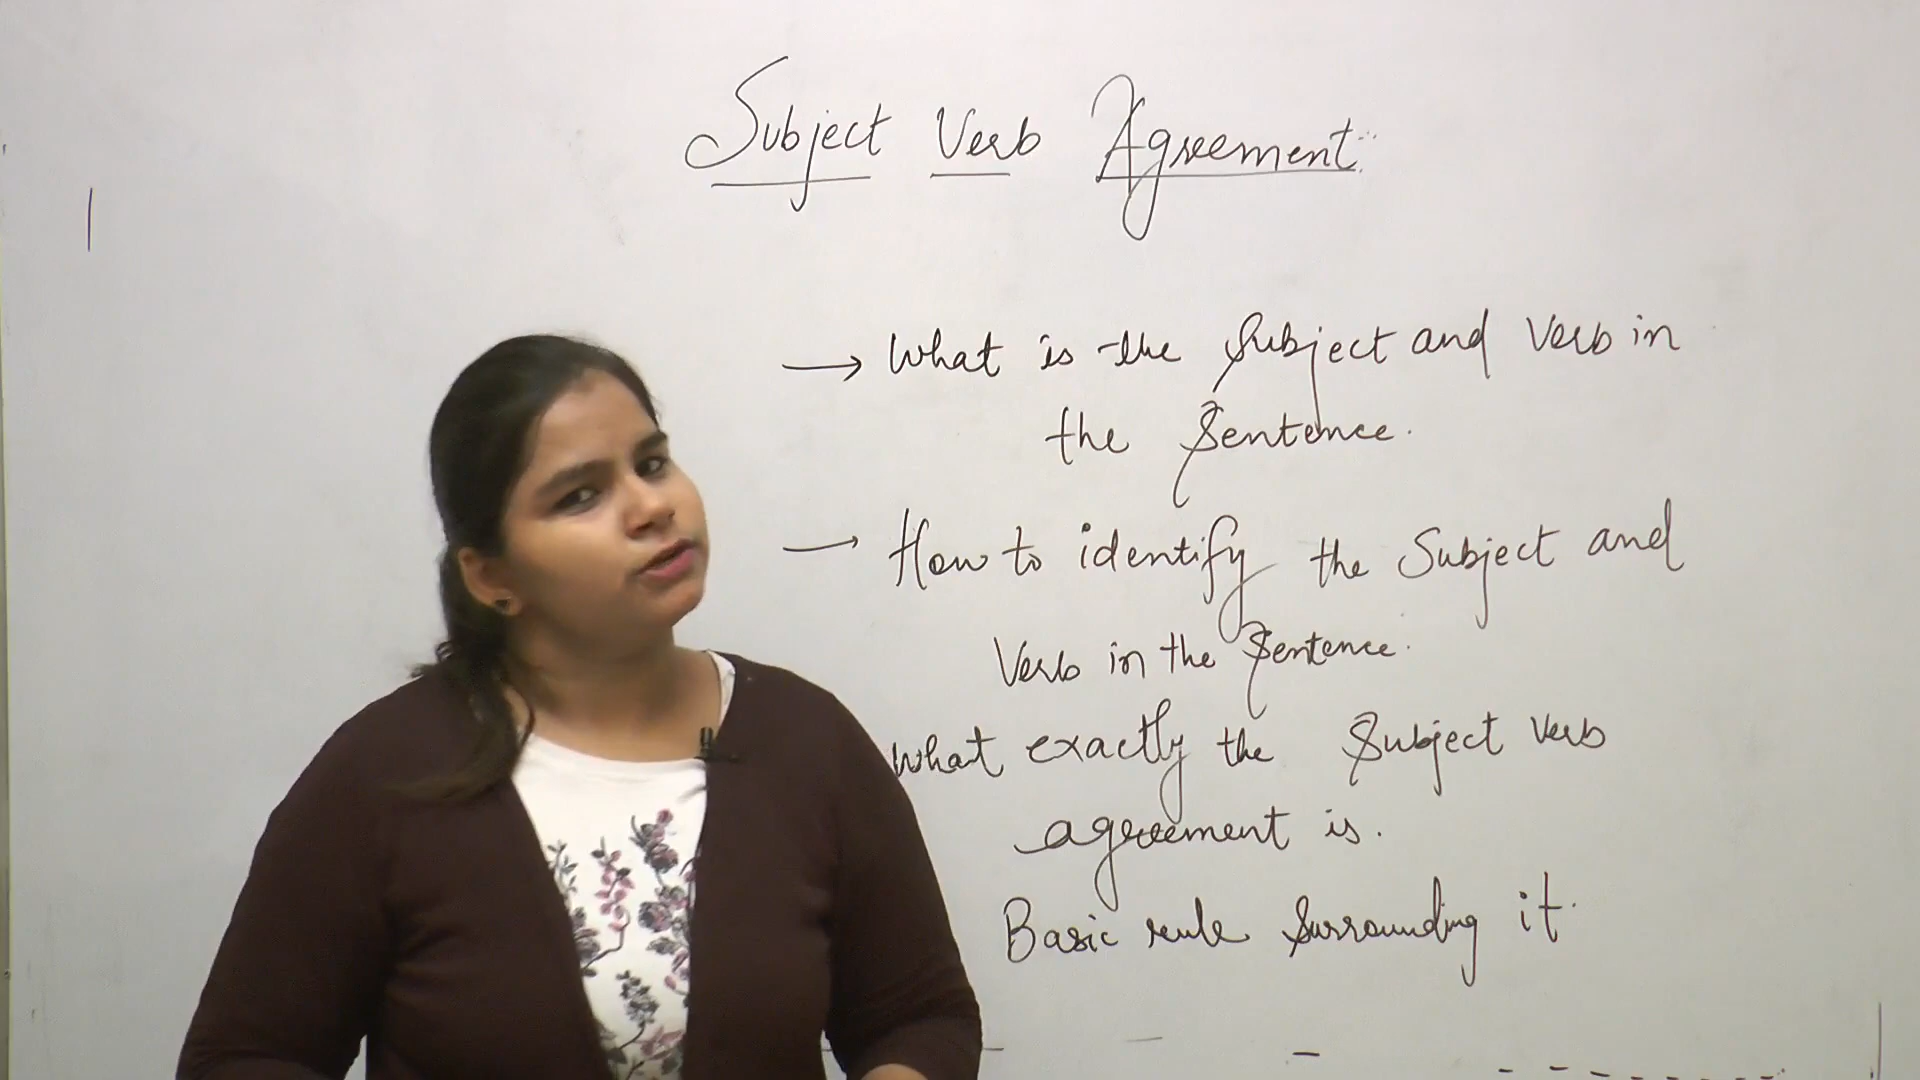 Subject Verb Agreement
→ What is the Subject and Verb in
the Sentence.
→ How to identify the Subject and
Verb in the Sentence.
What exactly the Subject Verb
agreement is.
Basic rule Surrounding it.